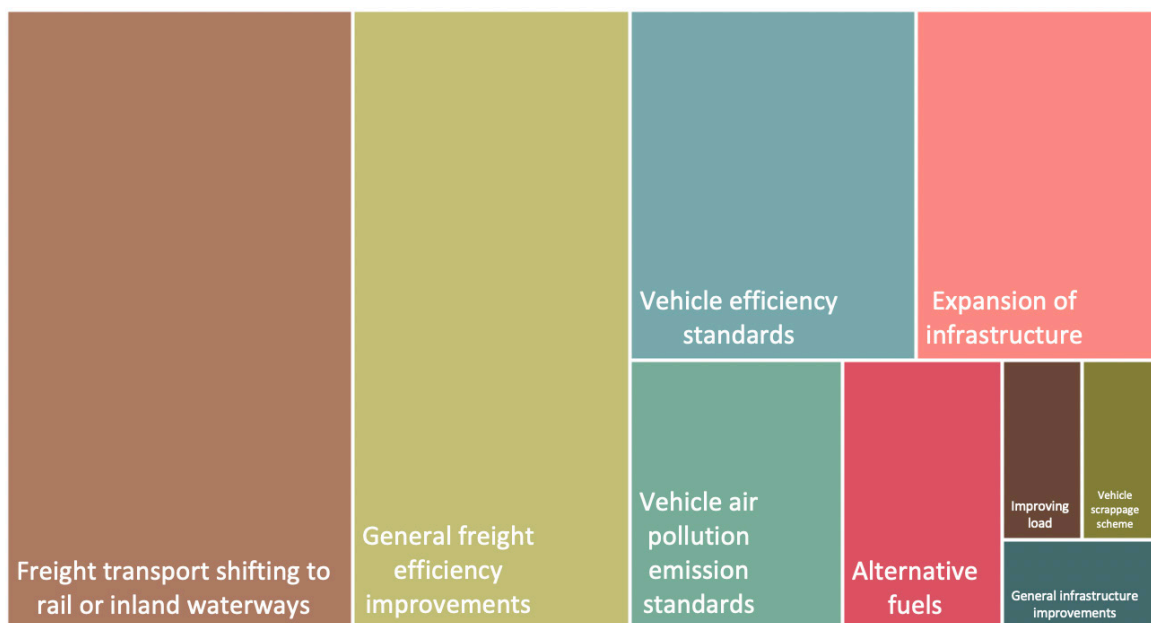 Freight transport shifting to
rail or inland waterways
General freight
efficiency
improvements
Vehicle efficiency
standards
Expansion of
infrastructure
Vehicle air
pollution
emission
standards
Alternative
fuels
Improving
load
Vehicle
scrappage
scheme
General infrastructure
improvements